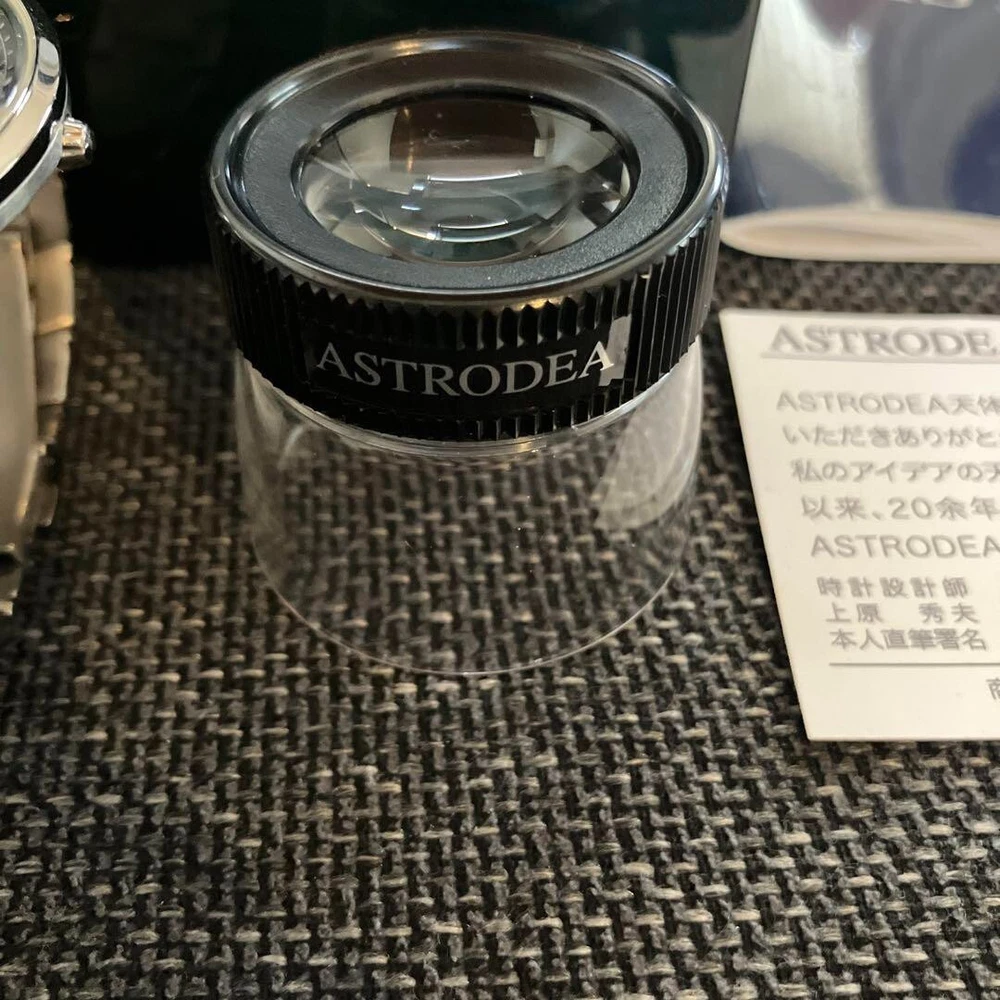 ASTRODEA
ASTRODEA
ASTRODEA天体
いただきありがと
私のアイデアの天
以来、20余年
ASTRODEA
時計設計師
上原 秀夫
本人直筆署名